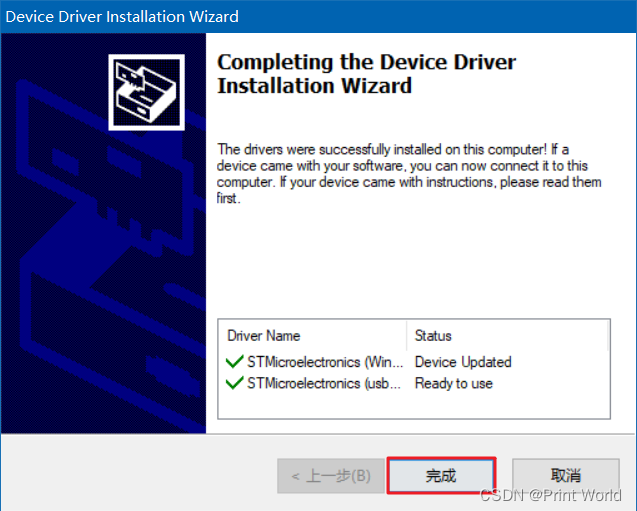 Device Driver Installation Wizard
Completing the Device Driver
Installation Wizard
The drivers were successfully installed on this computer! If a
device came with your software, you can now connect it to this
computer. If your device came with instructions, please read them
first.
Driver Name Status
STMicroelectronics (Win... Device Updated
STMicroelectronics (usb... Ready to use
< 上一步(B) 完成 取消
CSDN @Print World